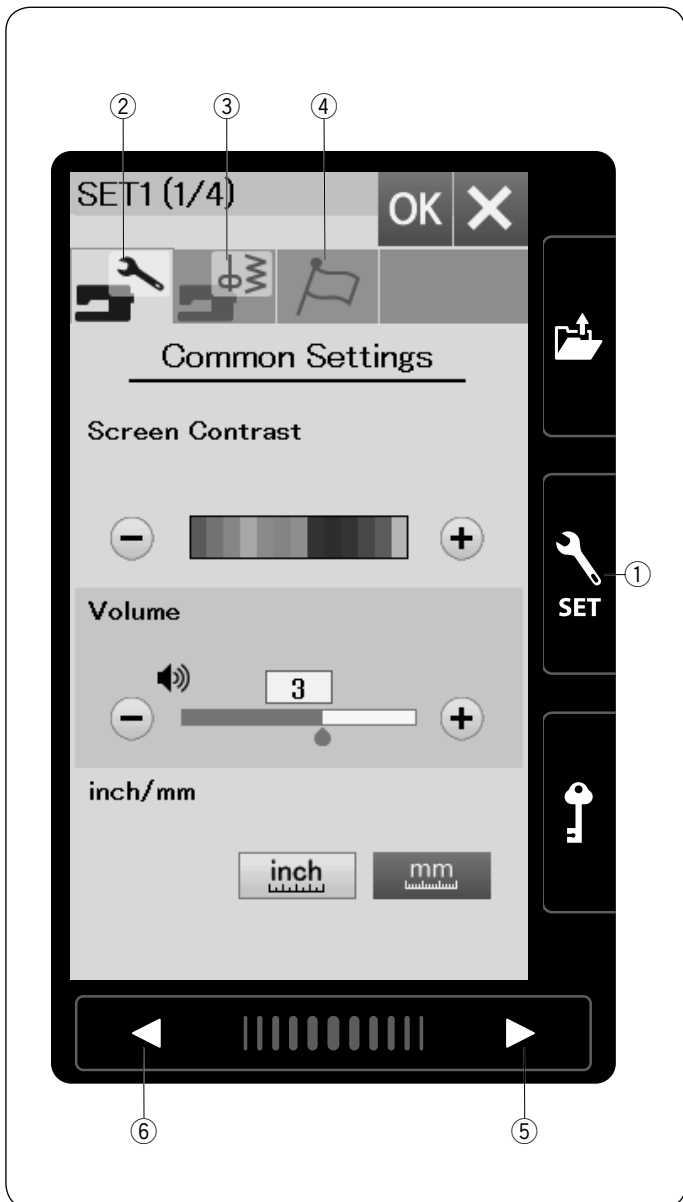 ② ③ ④
SET1 (1/4) OK
Common Settings
Screen Contrast
①
SET
Volume
3
inch/mm
inch mm
⑥ ⑤